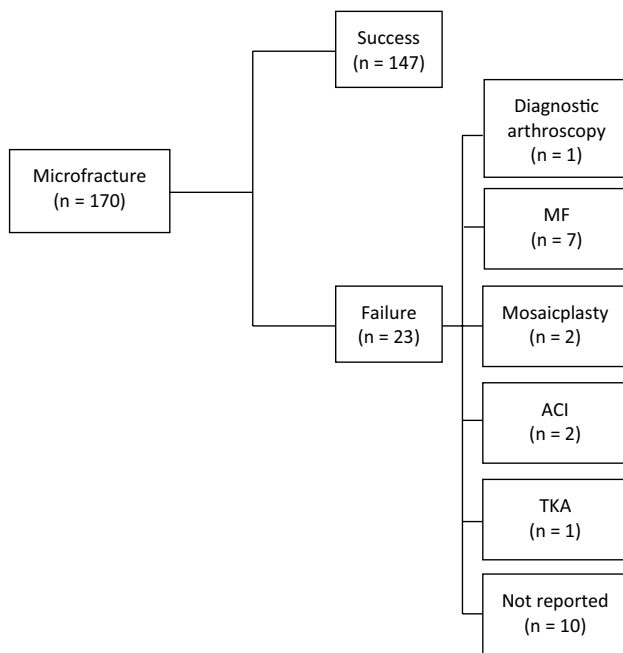 Microfracture
(n = 170)
Success
(n = 147)
Failure
(n = 23)
Diagnostic
arthroscopy
(n = 1)
MF
(n = 7)
Mosaicplasty
(n = 2)
ACI
(n = 2)
TKA
(n = 1)
Not reported
(n = 10)